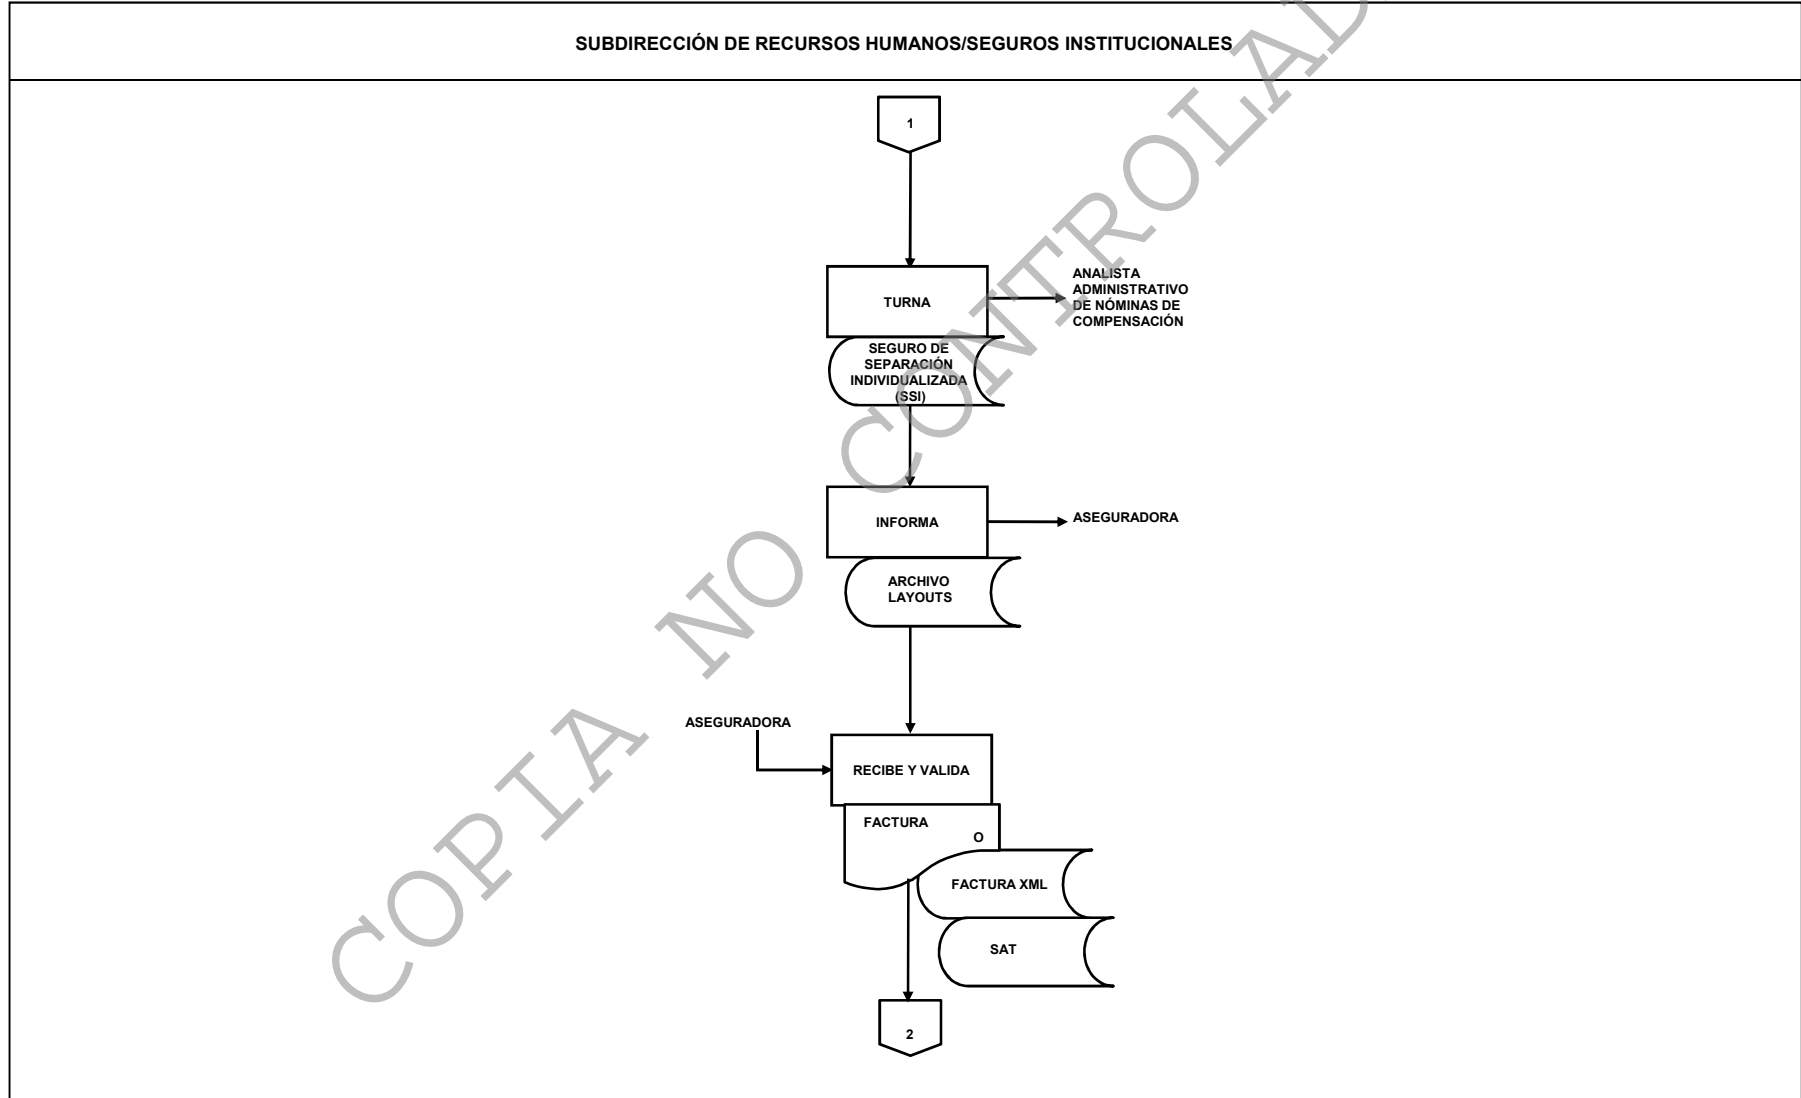 SUBDIRECCIÓN DE RECURSOS HUMANOS/SEGUROS INSTITUCIONALES
1
TURNA
ANALISTA
ADMINISTRATIVO
DE NÓMINAS DE
COMPENSACIÓN
SEGURO DE
SEPARACIÓN
INDIVIDUALIZADA
(SSI)
INFORMA
ASEGURADORA
ARCHIVO
LAYOUTS
ASEGURADORA
RECIBE Y VALIDA
FACTURA
O
FACTURA XML
SAT
2
COPIA NO CONTROLAD